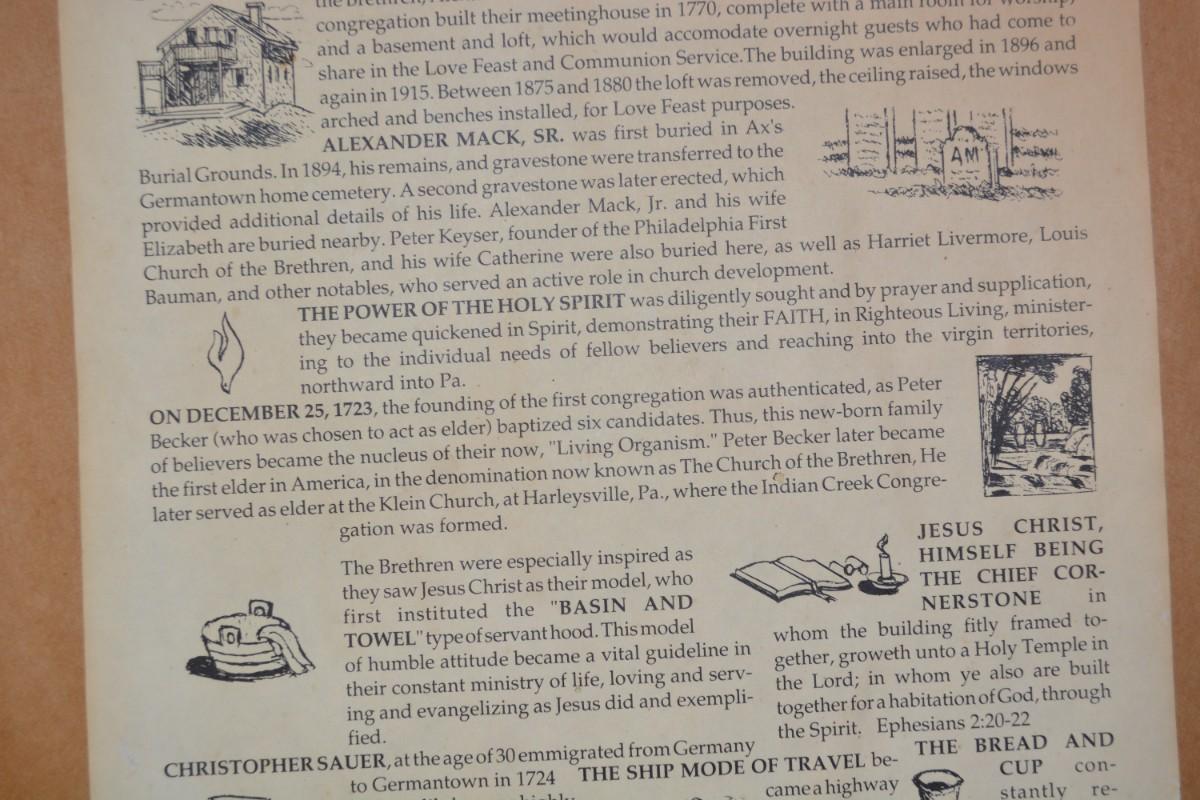 the Brethren,
congregation built their meetinghouse in 1770, complete with a main room for worship,
and a basement and loft, which would accomodate overnight guests who had come to
share in the Love Feast and Communion Service.The building was enlarged in 1896 and
again in 1915. Between 1875 and 1880 the loft was removed, the ceiling raised, the windows
arched and benches installed, for Love Feast purposes.
ALEXANDER MACK, SR. was first buried in Ax's
Burial Grounds. In 1894, his remains, and gravestone were transferred to the
Germantown home cemetery. A second gravestone was later erected, which
provided additional details of his life. Alexander Mack, Jr. and his wife
Elizabeth are buried nearby. Peter Keyser, founder of the Philadelphia First
Church of the Brethren, and his wife Catherine were also buried here, as well as Harriet Livermore, Louis
Bauman, and other notables, who served an active role in church development.
AM
THE POWER OF THE HOLY SPIRIT was diligently sought and by prayer and supplication,
they became quickened in Spirit, demonstrating their FAITH, in Righteous Living, minister-
ing to the individual needs of fellow believers and reaching into the virgin territories,
northward into Pa.
ON DECEMBER 25, 1723, the founding of the first congregation was authenticated, as Peter
Becker (who was chosen to act as elder) baptized six candidates. Thus, this new-born family
of believers became the nucleus of their now, "Living Organism." Peter Becker later became
the first elder in America, in the denomination now known as The Church of the Brethren, He
later served as elder at the Klein Church, at Harleysville, Pa., where the Indian Creek Congre-
gation was formed.
The Brethren were especially inspired as
they saw Jesus Christ as their model, who
first instituted the "BASIN AND
TOWEL" type of servant hood. This model
of humble attitude became a vital guideline in
their constant ministry of life, loving and serv-
ing and evangelizing as Jesus did and exempli-
fied.
JESUS CHRIST,
HIMSELF BEING
THE CHIEF COR-
NERSTONE in
whom the building fitly framed to-
gether, groweth unto a Holy Temple in
the Lord; in whom ye also are built
together for a habitation of God, through
the Spirit. Ephesians 2:20-22
CHRISTOPHER SAUER, at the age of 30 emmigrated from Germany
to Germantown in 1724
THE SHIP MODE OF TRAVEL be-
came a highway
THE BREAD AND
CUP con-
stantly re-